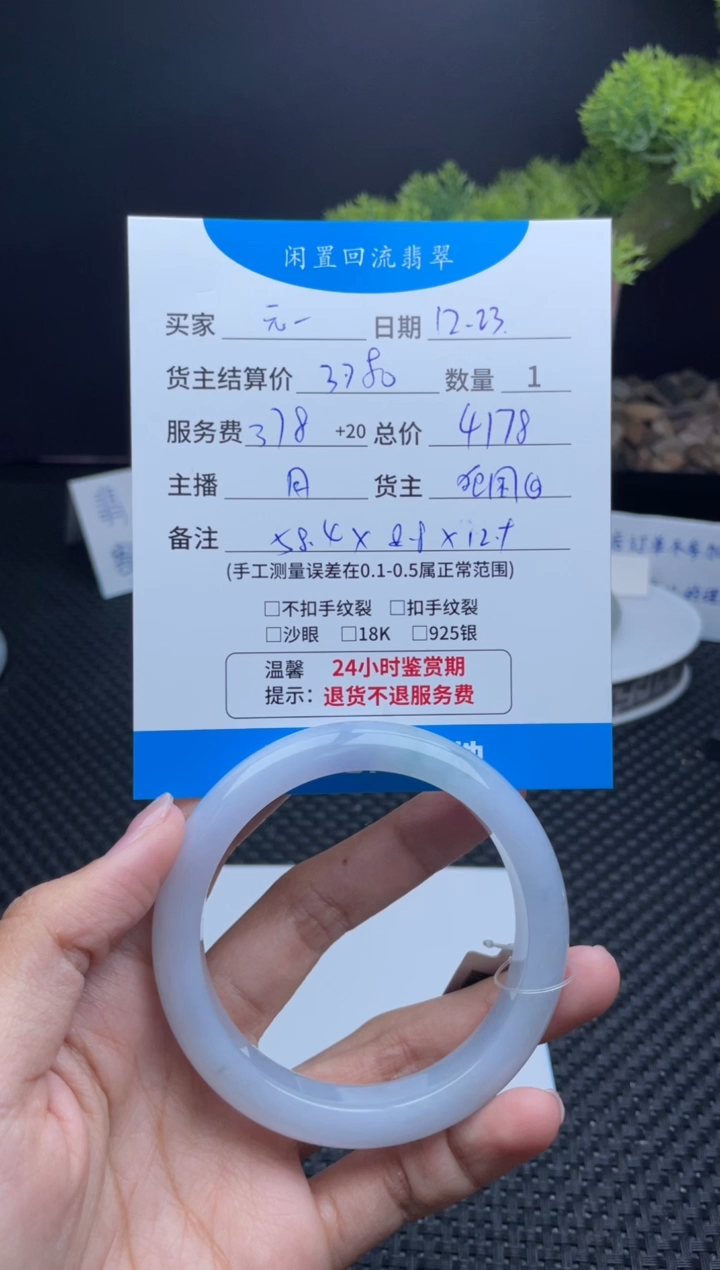 闲置回流翡翠
买家 元一 日期 12-23.
货主结算价 3780 数量 1
服务费 378 +20 总价 4178
主播 货主
备注 58.4 X 8.8 X 12.9
(手工测量误差在0.1-0.5属正常范围)
□不扣手纹裂 □扣手纹裂
□沙眼 □18K □925银
温馨 24小时鉴赏期
提示: 退货不退服务费